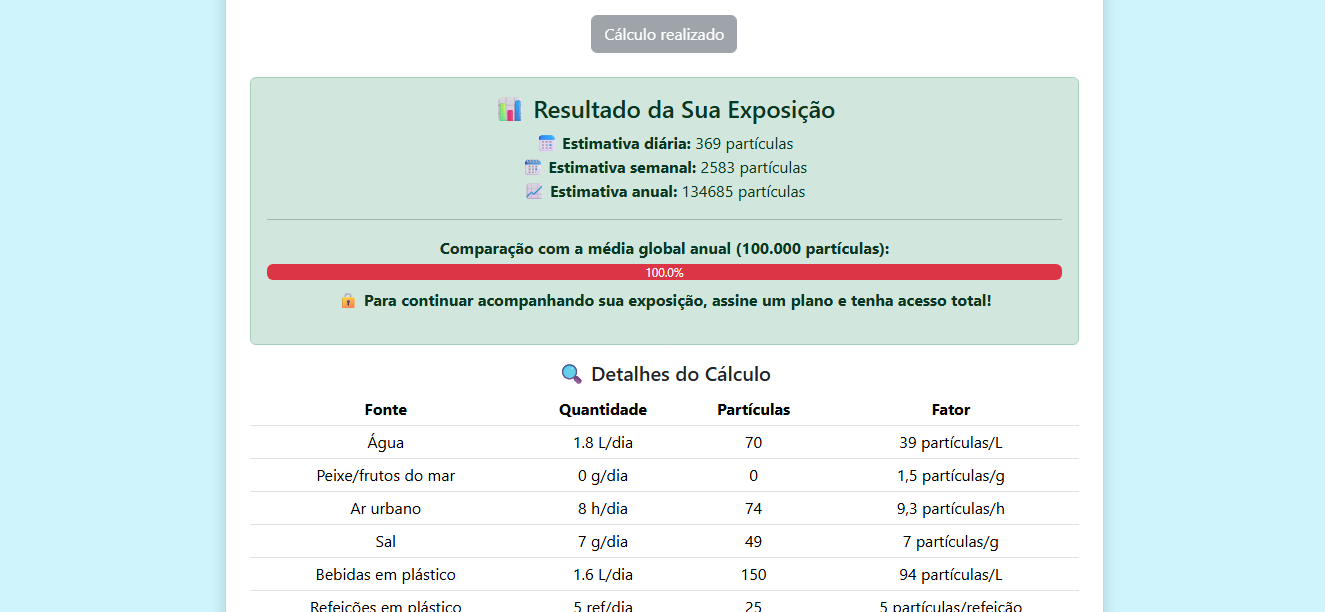 Cálculo realizado
Resultado da Sua Exposição
Estimativa diária: 369 partículas
Estimativa semanal: 2583 partículas
Estimativa anual: 134685 partículas
Comparação com a média global anual (100.000 partículas):
100.0%
Para continuar acompanhando sua exposição, assine um plano e tenha acesso total!
Detalhes do Cálculo
Fonte Quantidade Partículas Fator
Água 1.8 L/dia 70 39 partículas/L
Peixe/frutos do mar 0 g/dia 0 1,5 partículas/g
Ar urbano 8 h/dia 74 9,3 partículas/h
Sal 7 g/dia 49 7 partículas/g
Bebidas em plástico 1.6 L/dia 150 94 partículas/L
Refeições em plástico 5 ref/dia 25 5 partículas/refeição